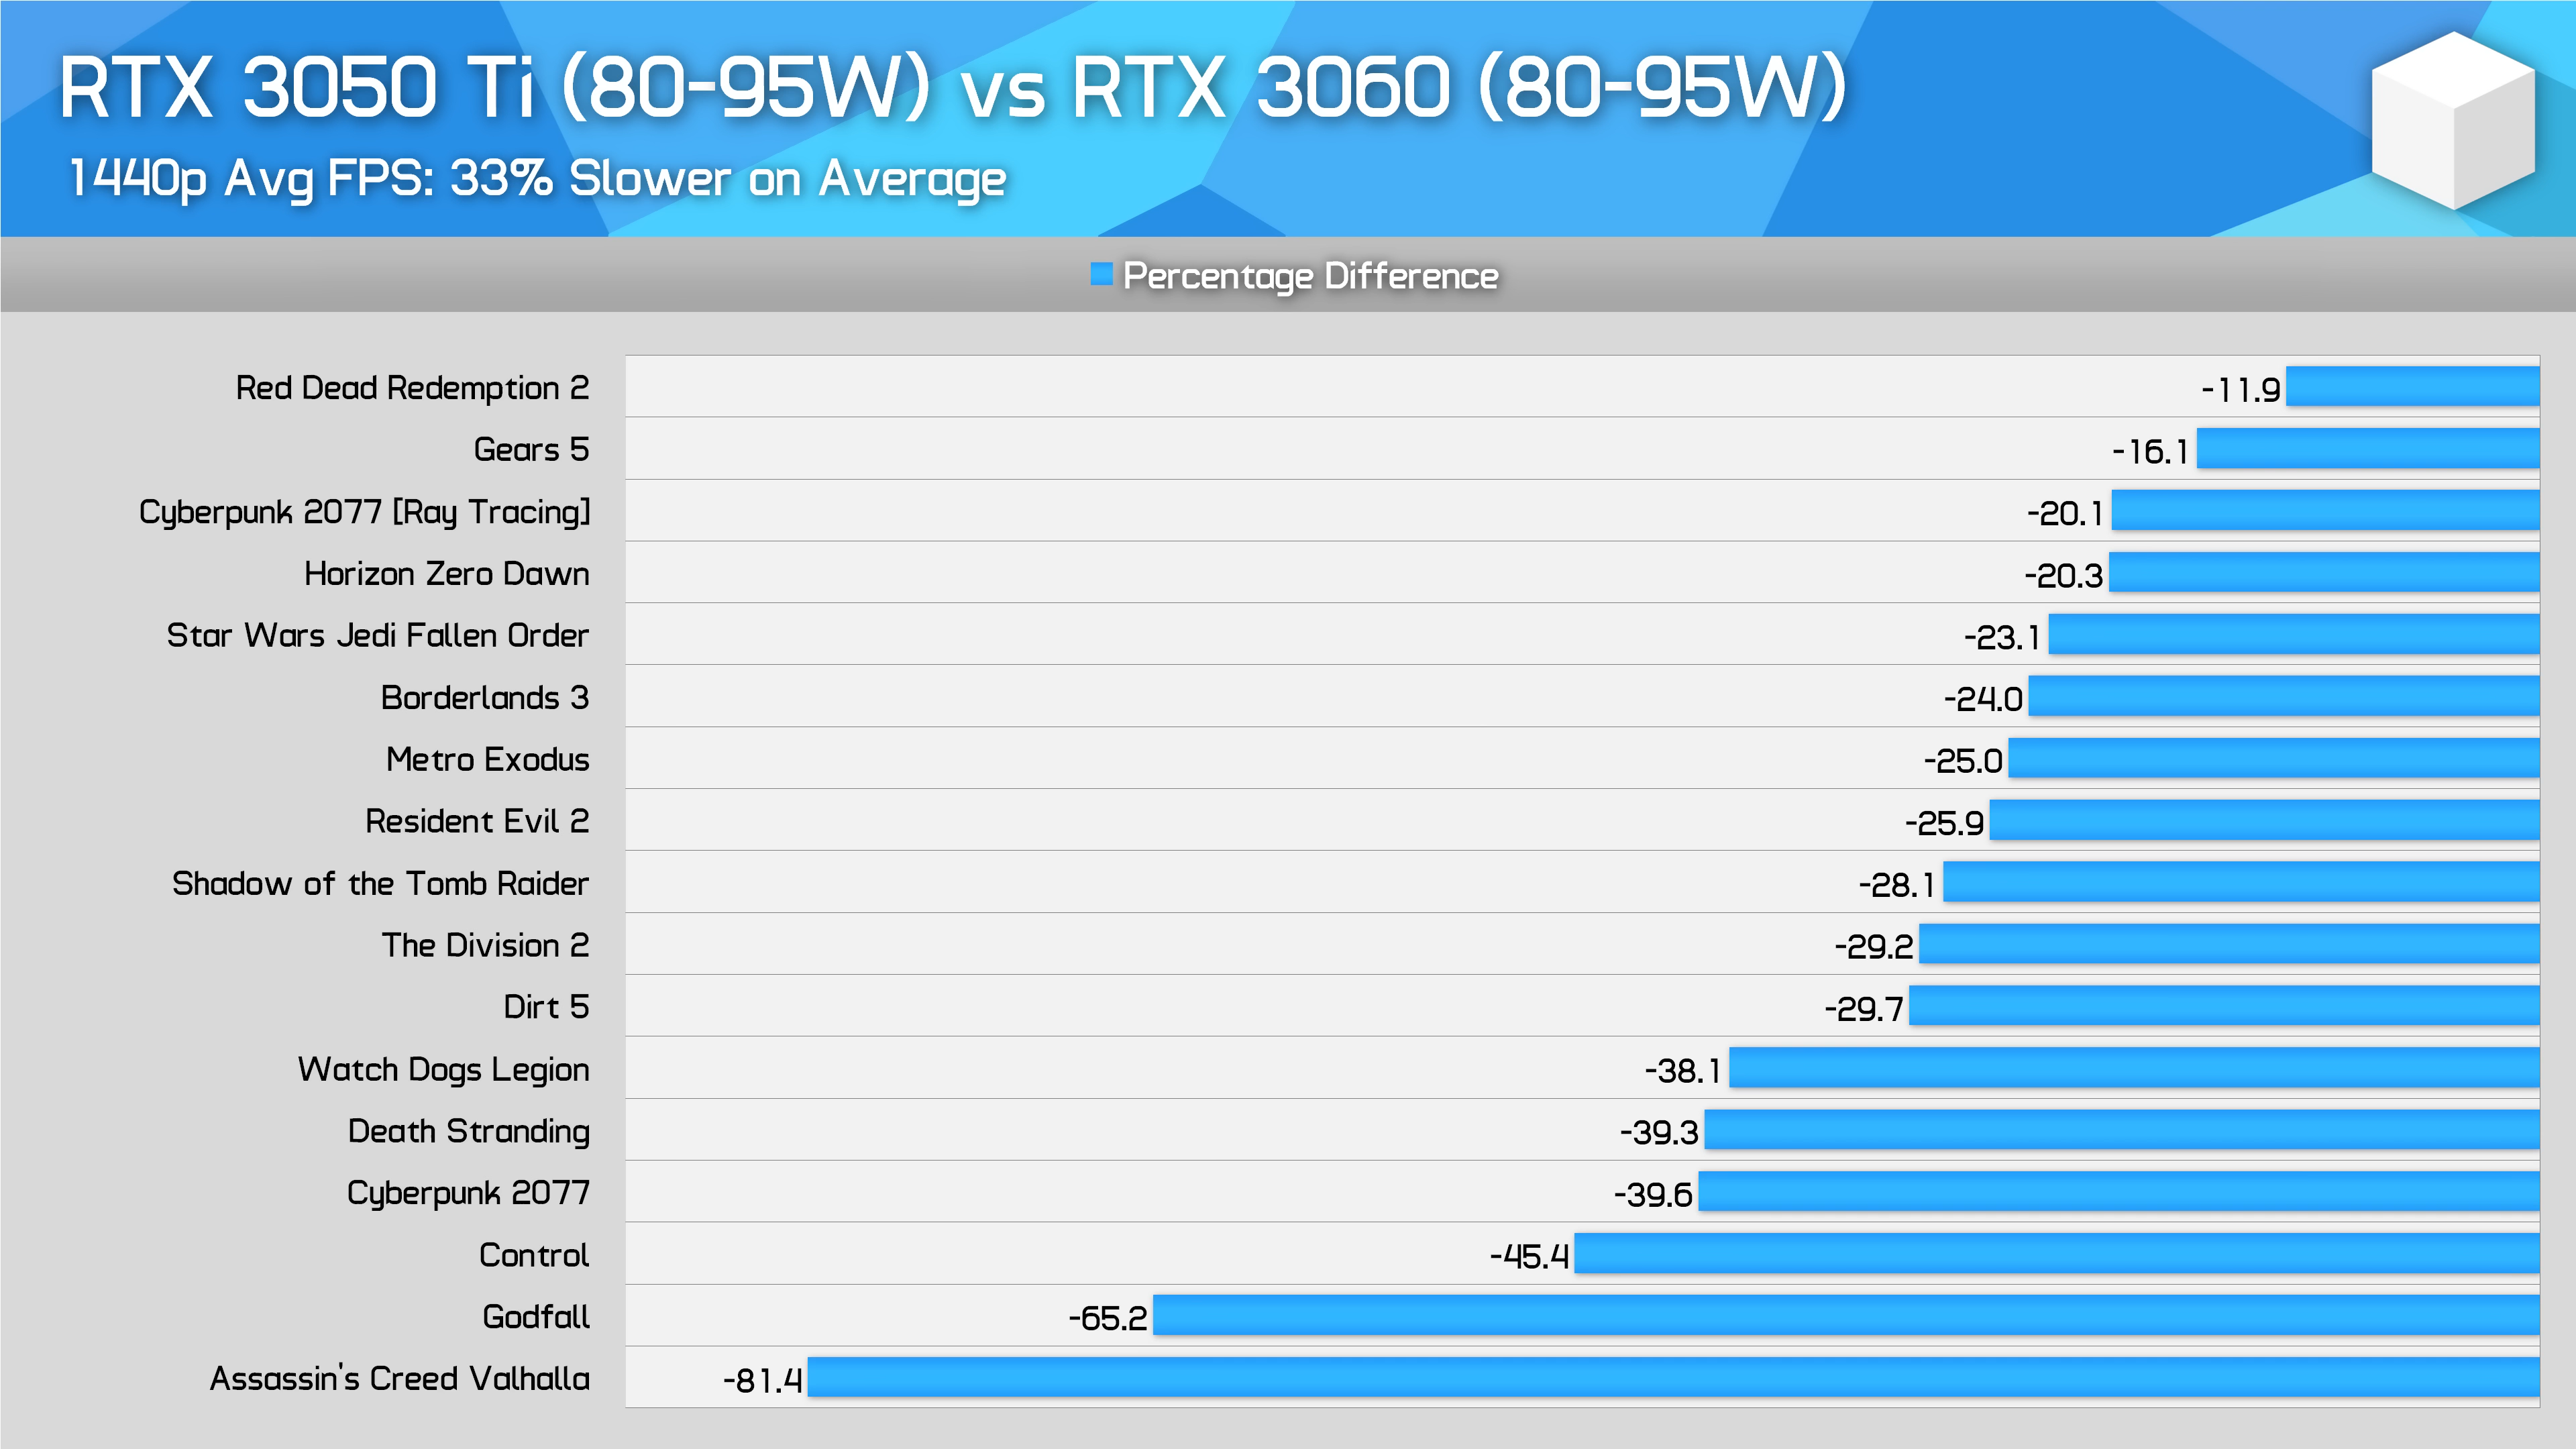 RTX 3050 Ti (80-95W) vs RTX 3060 (80-95W)
1440p Avg FPS: 33% Slower on Average
Percentage Difference
Red Dead Redemption 2 -11.9
Gears 5 -16.1
Cyberpunk 2077 [Ray Tracing] -20.1
Horizon Zero Dawn -20.3
Star Wars Jedi Fallen Order -23.1
Borderlands 3 -24.0
Metro Exodus -25.0
Resident Evil 2 -25.9
Shadow of the Tomb Raider -28.1
The Division 2 -29.2
Dirt 5 -29.7
Watch Dogs Legion -38.1
Death Stranding -39.3
Cyberpunk 2077 -39.6
Control -45.4
Godfall -65.2
Assassin's Creed Valhalla -81.4